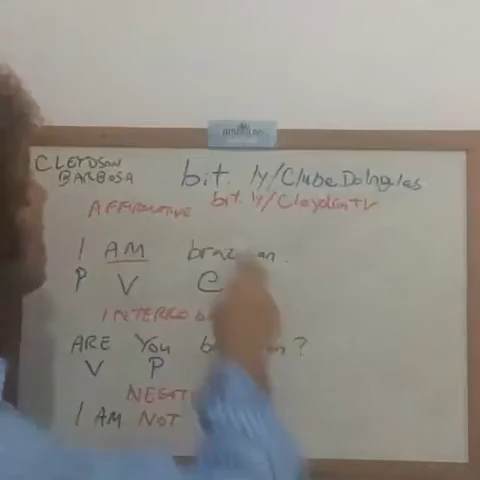 CLEYDSON
BARBOSA
bit.ly/ClubeDoIngles
bit.ly/CleydsonTV
AFFIRMATIVE
I AM
P V C
ARE YOU ?
V P
I AM NOT